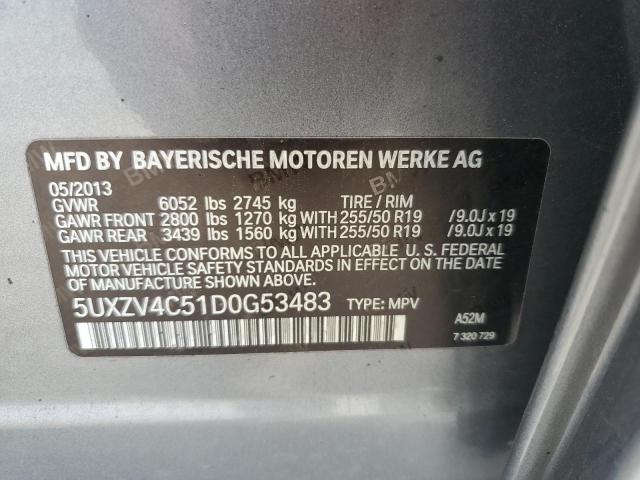 MFD BY BAYERISCHE MOTOREN WERKE AG
05/2013
GVWR 6052 lbs 2745 kg TIRE / RIM
GAWR FRONT 2800 lbs 1270 kg WITH 255/50 R19 /9.0J x 19
GAWR REAR 3439 lbs 1560 kg WITH 255/50 R19 /9.0J x 19
THIS VEHICLE CONFORMS TO ALL APPLICABLE U. S. FEDERAL
MOTOR VEHICLE SAFETY STANDARDS IN EFFECT ON THE DATE
OF MANUFACTURE SHOWN ABOVE.
5UXZV4C51D0G53483 TYPE: MPV
A52M
7 320 729